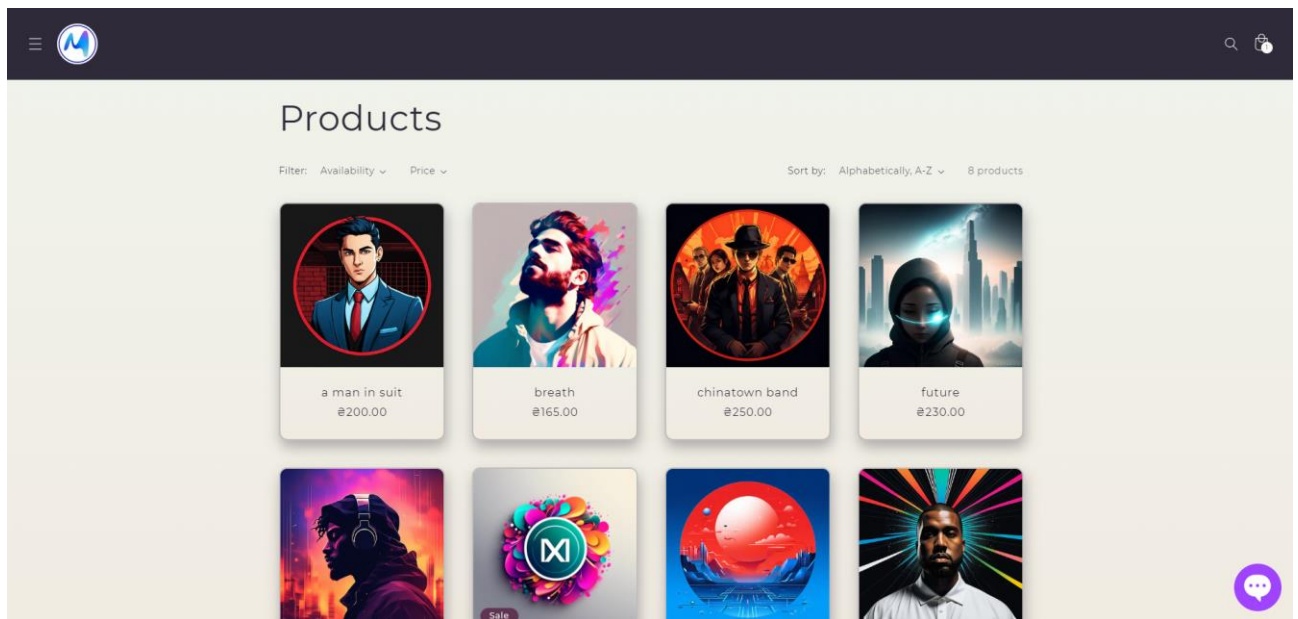 1
Products
Filter: Availability Price
Sort by: Alphabetically, A-Z 8 products
a man in suit
₴200.00
breath
₴165.00
chinatown band
₴250.00
future
₴230.00
Sale